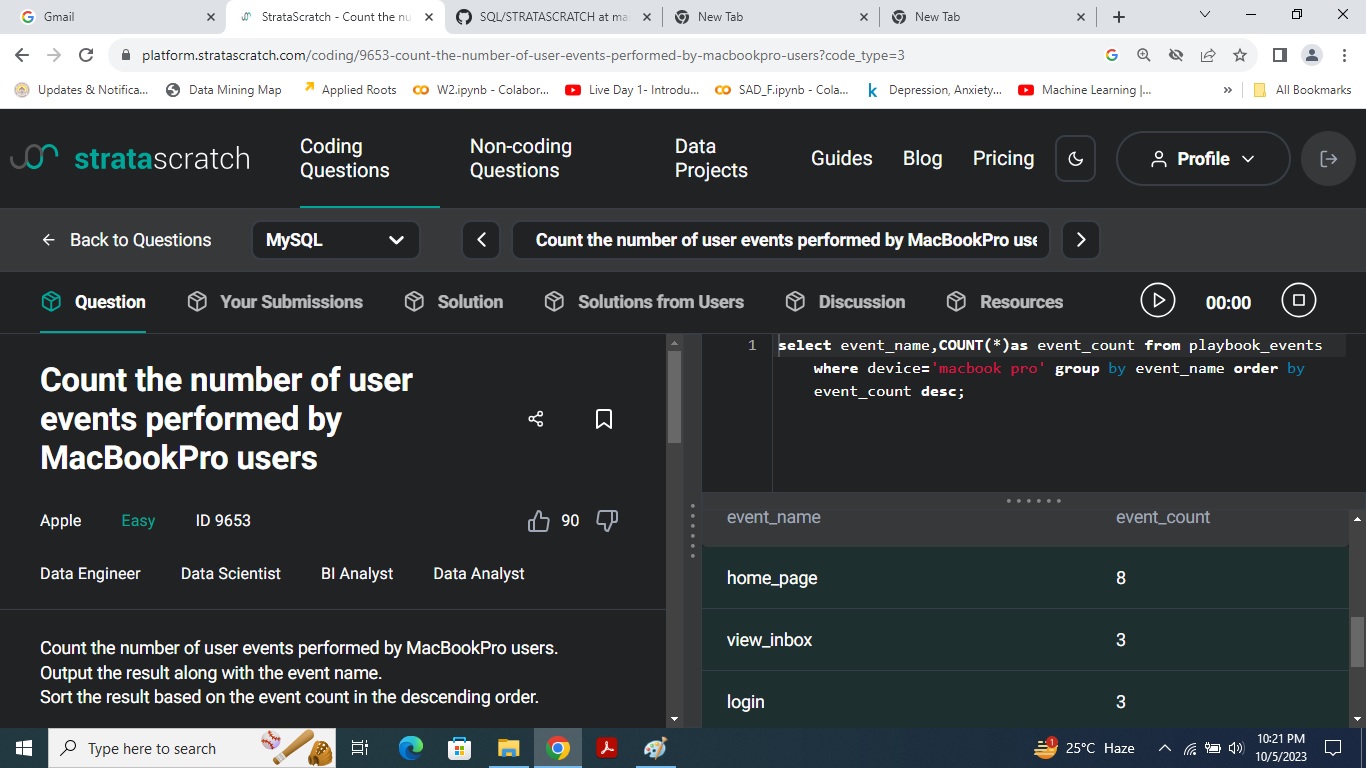 Gmail
StrataScratch - Count the nu
SQL/STRATASCRATCH at ma
New Tab
New Tab
platform.stratascratch.com/coding/9653-count-the-number-of-user-events-performed-by-macbookpro-users?code_type=3
Updates & Notifica...
Data Mining Map
Applied Roots
W2.ipynb - Colabor...
Live Day 1- Introdu...
SAD_F.ipynb - Cola...
Depression, Anxiety...
Machine Learning |...
»
All Bookmarks
stratascratch
Coding
Questions
Non-coding
Questions
Data
Projects
Guides
Blog
Pricing
Profile
Back to Questions
MySQL
Count the number of user events performed by MacBookPro use
Question
Your Submissions
Solution
Solutions from Users
Discussion
Resources
00:00
Count the number of user
events performed by
MacBookPro users
Apple
Easy
ID 9653
90
Data Engineer
Data Scientist
BI Analyst
Data Analyst
Count the number of user events performed by MacBookPro users.
Output the result along with the event name.
Sort the result based on the event count in the descending order.
1
select event_name,COUNT(*)as event_count from playbook_events
where device='macbook pro' group by event_name order by
event_count desc;
event_name event_count
home_page 8
view_inbox 3
login 3
Type here to search
1
25°C Haze
10:21 PM
10/5/2023